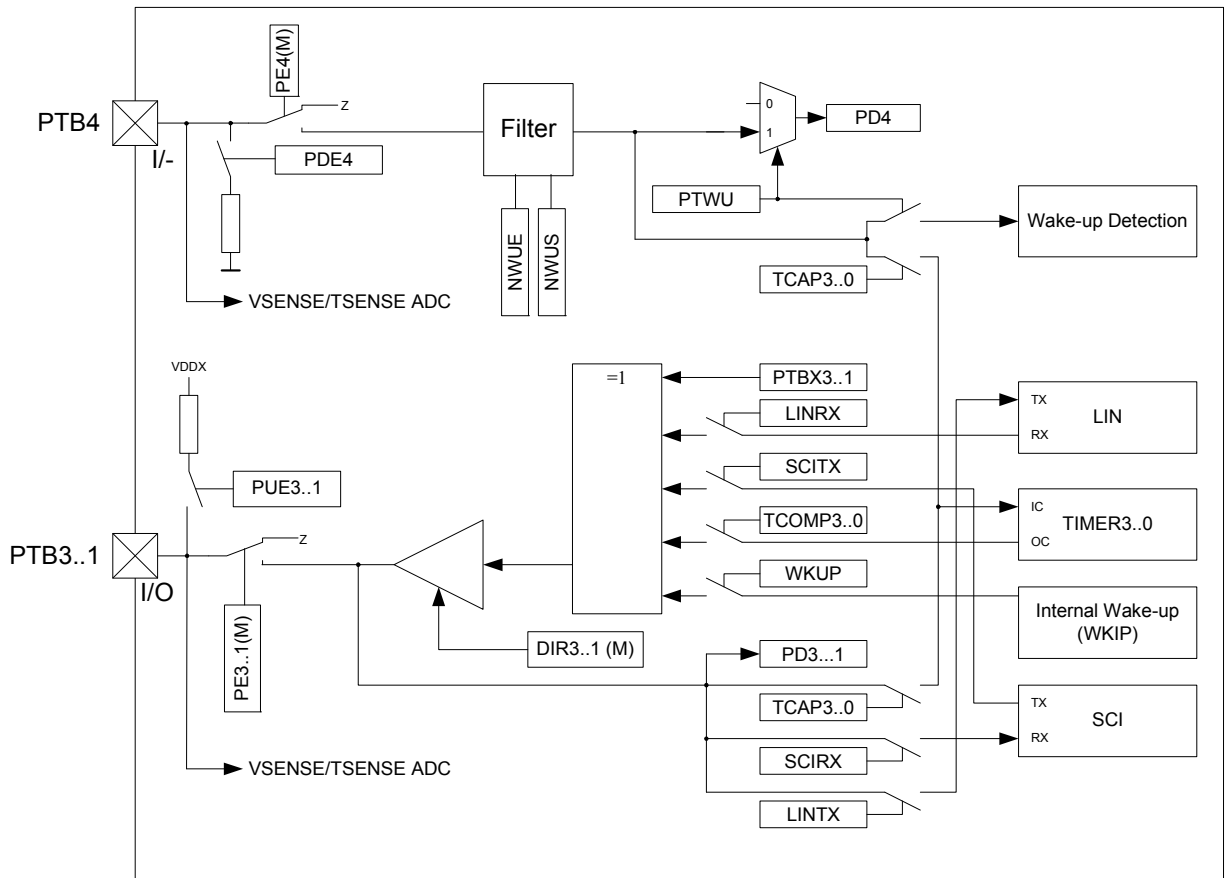 PE4(M)
Z
PTB4
I/-
PDE4
Filter
NWUE
NWUS
0
1
PD4
PTWU
Wake-up Detection
TCAP3..0
VSENSE/TSENSE ADC
VDDX
PUE3..1
PTB3..1
I/O
Z
PE3..1(M)
DIR3..1 (M)
=1
PTBX3..1
LINRX
SCITX
TCOMP3..0
WKUP
TX
RX
LIN
IC
OC
TIMER3..0
Internal Wake-up
(WKIP)
PD3...1
TCAP3..0
SCIRX
LINTX
TX
RX
SCI
VSENSE/TSENSE ADC